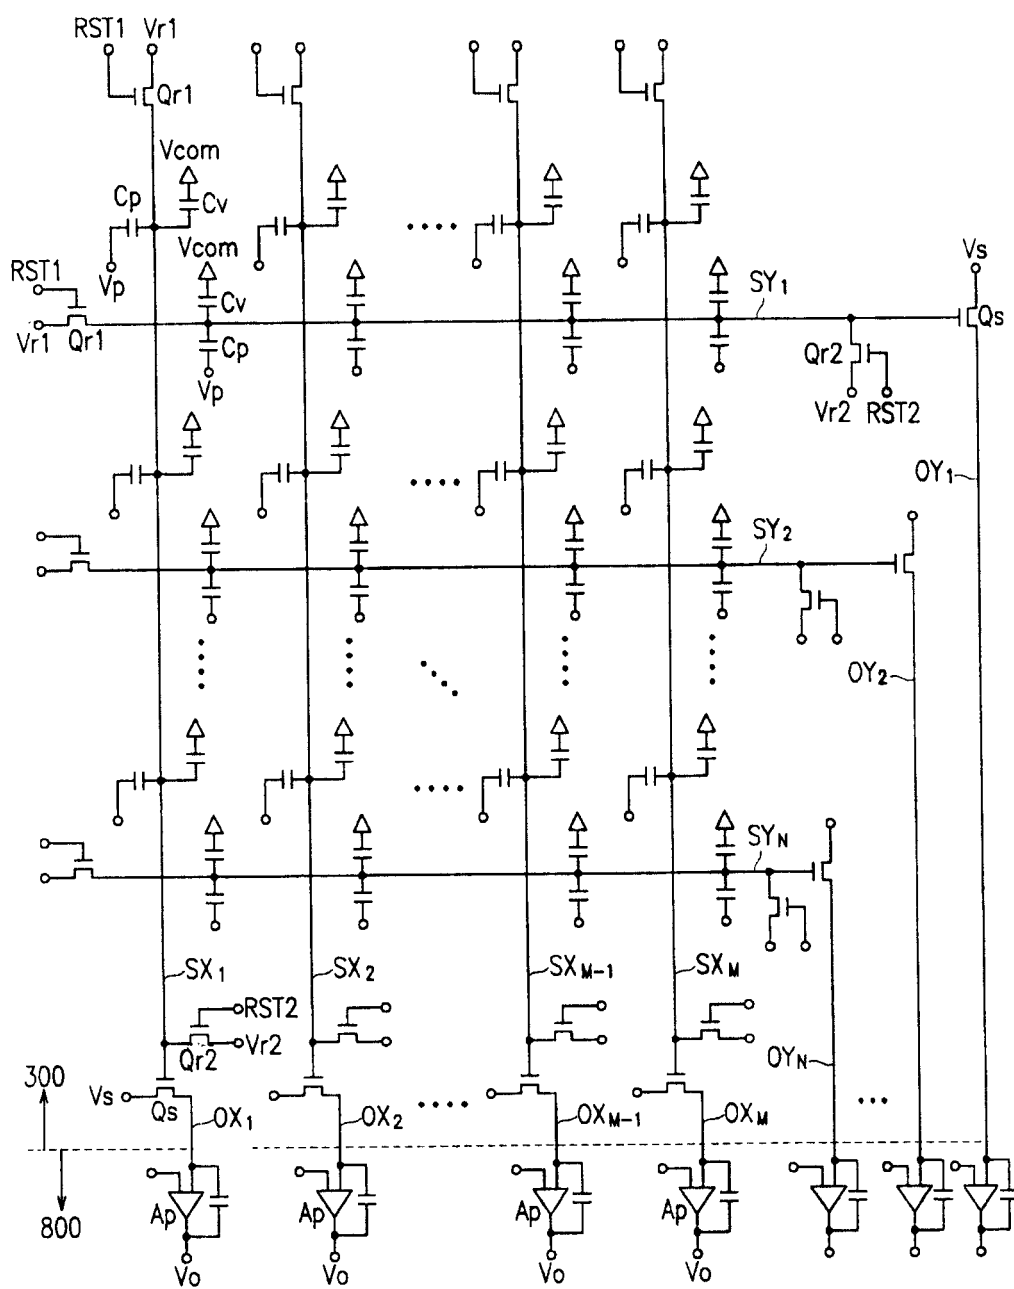 RST1 Vr1
Qr1
Vcom
Cp
Cv
Vp
Vcom
RST1
Cv
SY1
Vs
Vr1
Qr1
Cp
Vp
Qr2
Qs
Vr2
RST2
OY1
SY2
OY2
SYN
SX1
SX2
SXM-1
SXM
RST2
Qr2
Vr2
OYN
300
Vs
Qs
OX1
OX2
OXM-1
OXM
800
Ap
Ap
Ap
Ap
Vo
Vo
Vo
Vo